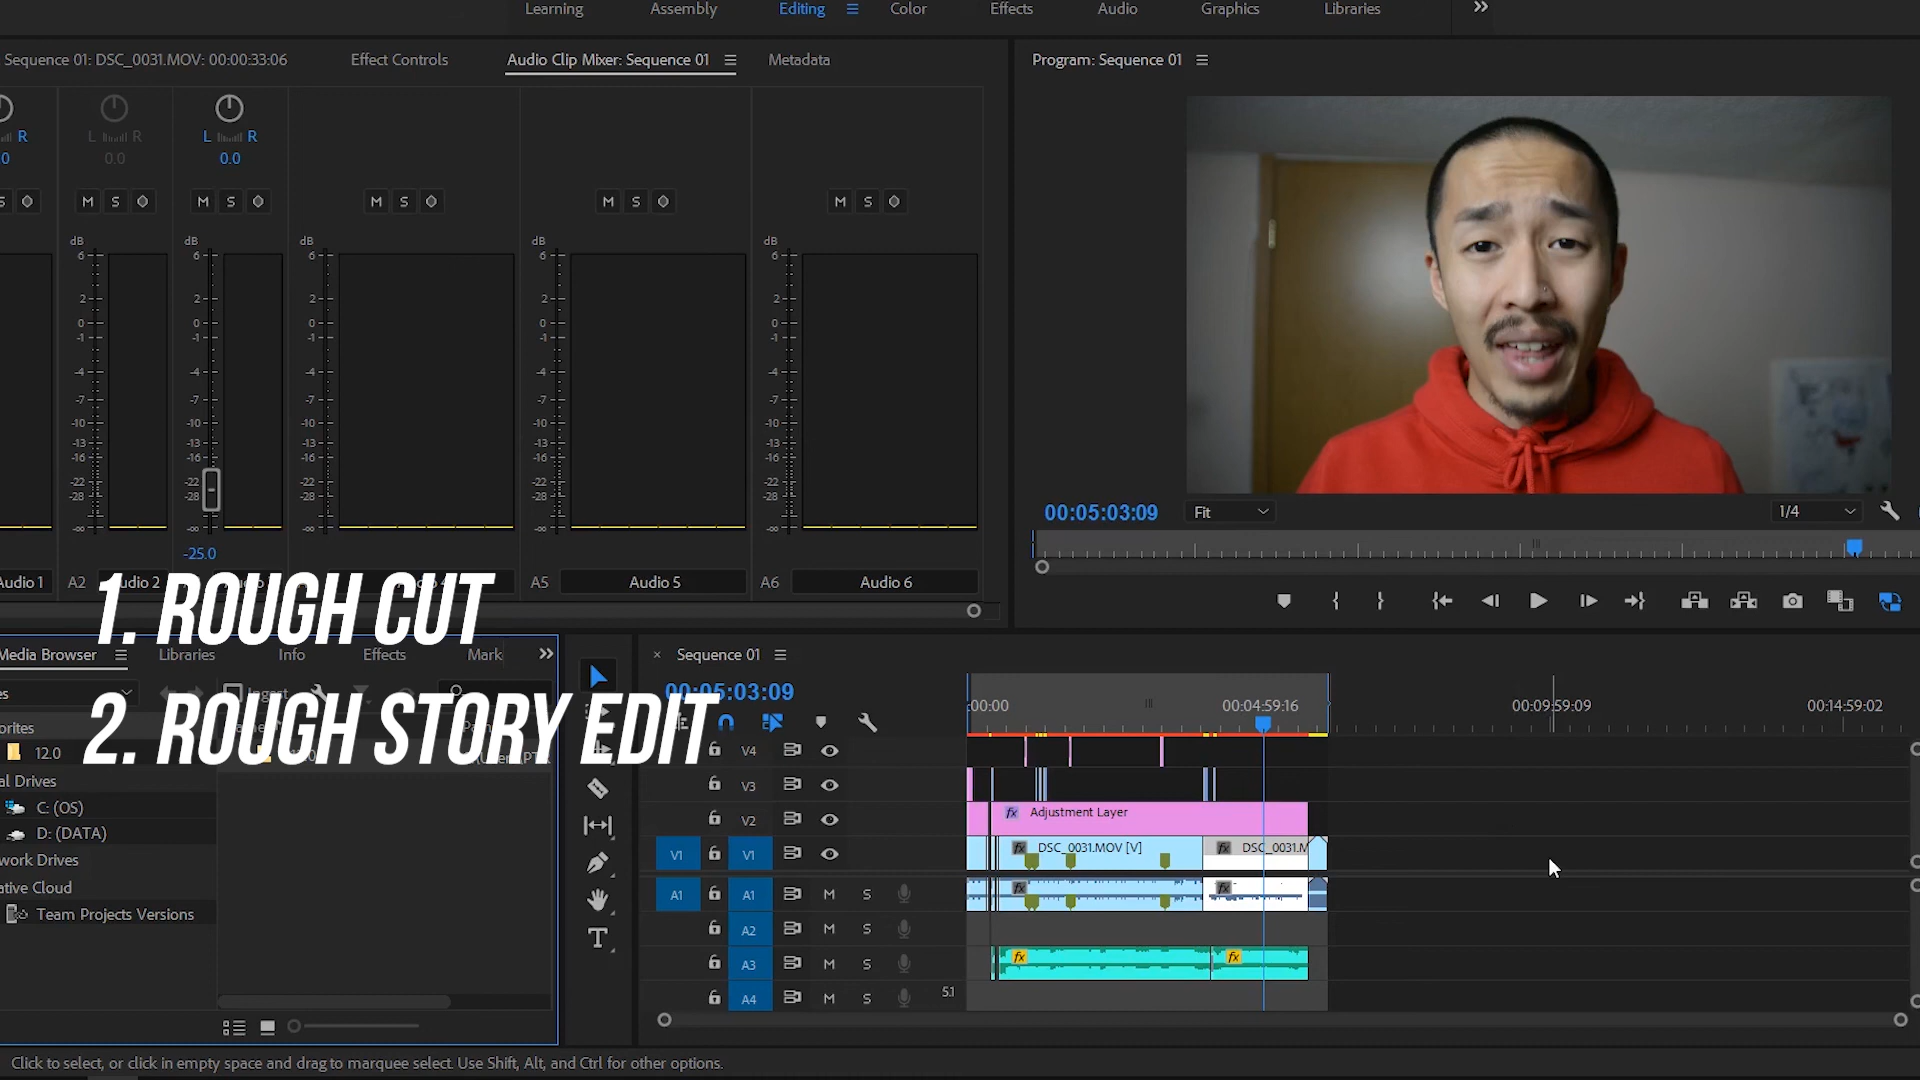 Learning Assembly Editing Color Effects Audio Graphics Libraries
Sequence 01: DSC_0031.MOV: 00:00:33:06 Effect Controls Audio Clip Mixer: Sequence 01 Metadata
Program: Sequence 01
R L R L R
0 0.0 0.0
S M S M S M S M S M S
dB dB dB dB dB
6 6 6 6 6
2 2 2 2 2
0 0 0 0 0
-1 -1 -1 -1 -1
-4 -4 -4 -4 -4
-7 -7 -7 -7 -7
-10 -10 -10 -10 -10
-13 -13 -13 -13 -13
-16 -16 -16 -16 -16
-22 -22 -22 -22 -22
-28 -28 -28 -28 -28
-∞ -∞ -∞ -∞ -∞
-25.0
00:05:03:09 Fit 1/4
Audio 1 A2 Audio 2 A5 Audio 5 A6 Audio 6
1. ROUGH CUT
2. ROUGH STORY EDIT
Media Browser Libraries Info Effects Mark
Ingest
12.0
C: (OS)
D: (DATA)
Team Projects Versions
Sequence 01
00:05:03:09
:00:00 00:04:59:16 00:09:59:09 00:14:59:02
V4
V3
V2 fx Adjustment Layer
V1 V1 fx DSC_0031.MOV [V] fx DSC_0031.M
A1 A1 M S fx fx
A2 M S
A3 M S fx fx
A4 M S 5.1
Click to select, or click in empty space and drag to marquee select. Use Shift, Alt, and Ctrl for other options.